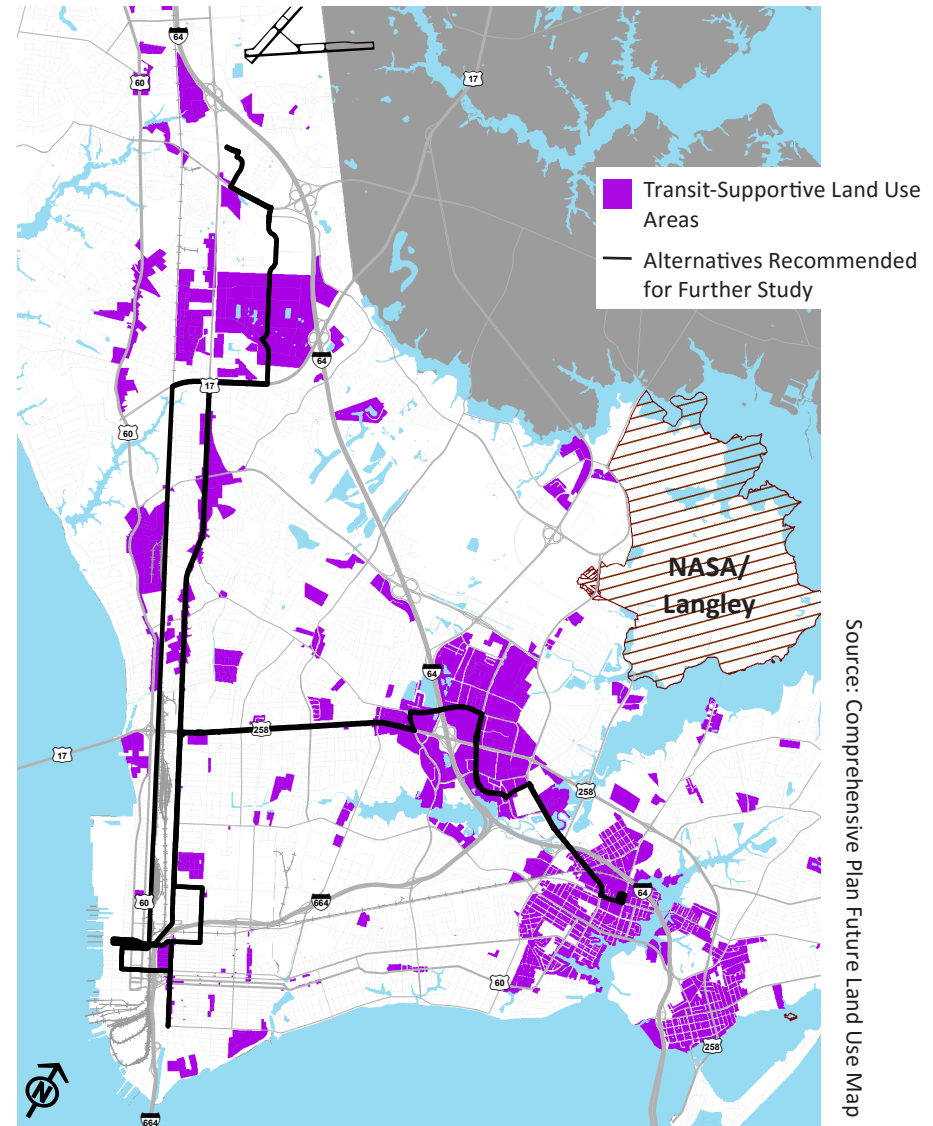 64
60
17
Transit-Supportive Land Use
Areas
Alternatives Recommended
for Further Study
64
17
60
NASA/
Langley
64
258
17
258
64
60
664
60
258
664
N
Source: Comprehensive Plan Future Land Use Map